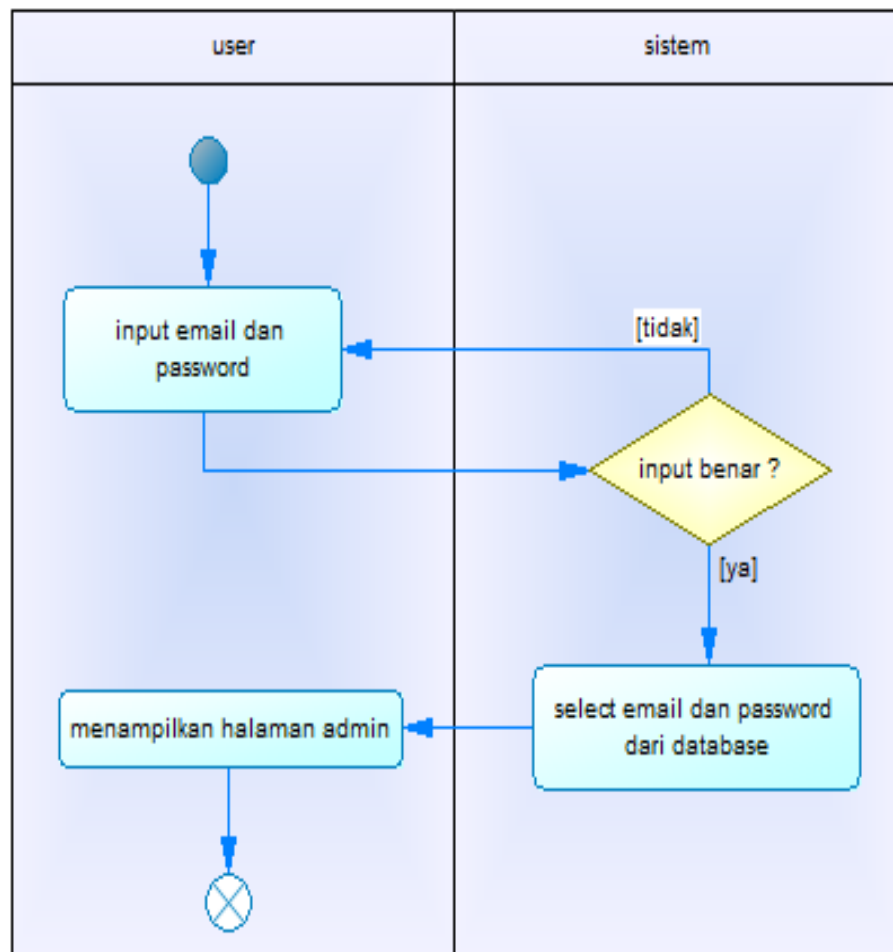 user
sistem
input email dan
password
[tidak]
input benar ?
[ya]
select email dan password
dari database
menampilkan halaman admin